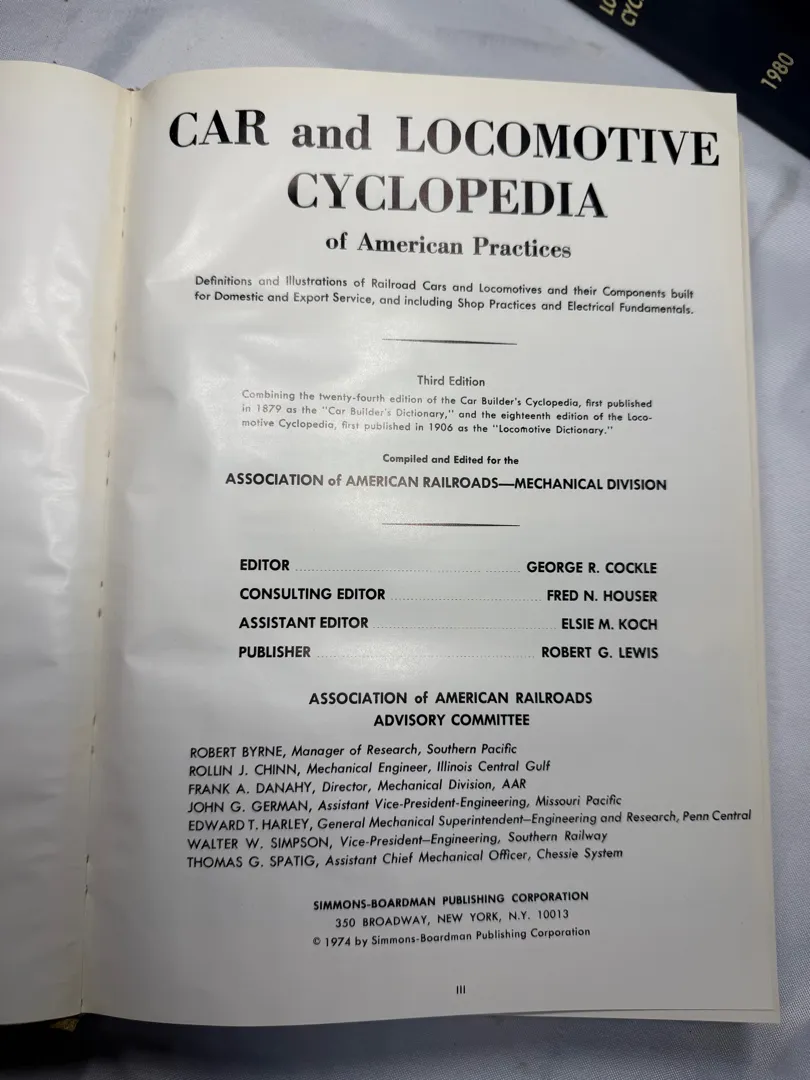 CAR and LOCOMOTIVE
CYCLOPEDIA
of American Practices
Definitions and Illustrations of Railroad Cars and Locomotives and their Components built
for Domestic and Export Service, and including Shop Practices and Electrical Fundamentals.
Third Edition
Combining the twenty-fourth edition of the Car Builder's Cyclopedia, first published
in 1879 as the "Car Builder's Dictionary," and the eighteenth edition of the Loco-
motive Cyclopedia, first published in 1906 as the "Locomotive Dictionary."
Compiled and Edited for the
ASSOCIATION of AMERICAN RAILROADS—MECHANICAL DIVISION
EDITOR ........................ GEORGE R. COCKLE
CONSULTING EDITOR ........................ FRED N. HOUSER
ASSISTANT EDITOR ........................ ELSIE M. KOCH
PUBLISHER ........................ ROBERT G. LEWIS
ASSOCIATION of AMERICAN RAILROADS
ADVISORY COMMITTEE
ROBERT BYRNE, Manager of Research, Southern Pacific
ROLLIN J. CHINN, Mechanical Engineer, Illinois Central Gulf
FRANK A. DANAHY, Director, Mechanical Division, AAR
JOHN G. GERMAN, Assistant Vice-President-Engineering, Missouri Pacific
EDWARD T. HARLEY, General Mechanical Superintendent—Engineering and Research, Penn Central
WALTER W. SIMPSON, Vice-President—Engineering, Southern Railway
THOMAS G. SPATIG, Assistant Chief Mechanical Officer, Chessie System
SIMMONS-BOARDMAN PUBLISHING CORPORATION
350 BROADWAY, NEW YORK, N.Y. 10013
© 1974 by Simmons-Boardman Publishing Corporation
III
LO
CYC
1980